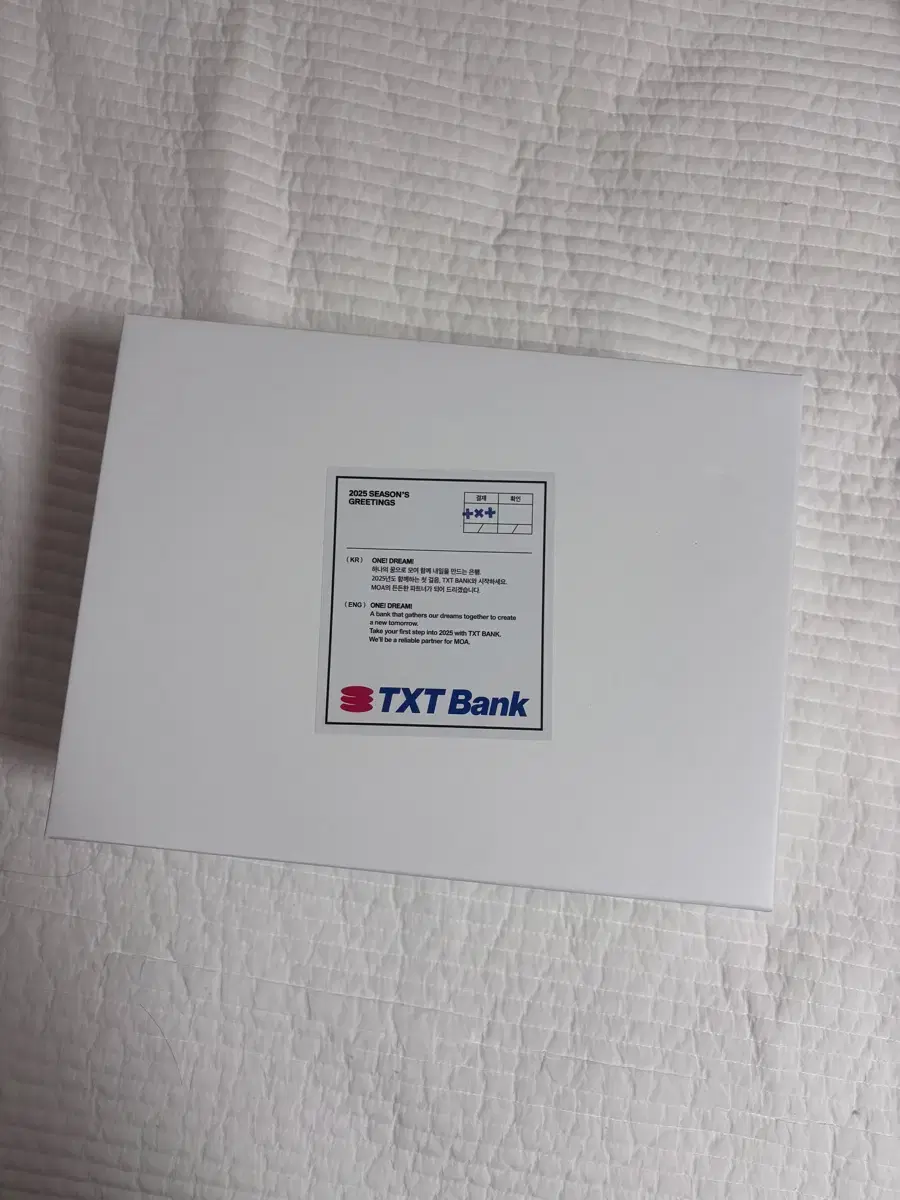 2025 SEASON'S
GREETINGS
결재 확인
+×+
( KR ) ONE! DREAM!
하나의 꿈으로 모여 함께 내일을 만드는 은행.
2025년도 함께하는 첫 걸음, TXT BANK와 시작하세요.
MOA의 든든한 파트너가 되어 드리겠습니다.
( ENG ) ONE! DREAM!
A bank that gathers our dreams together to create
a new tomorrow.
Take your first step into 2025 with TXT BANK.
We'll be a reliable partner for MOA.
TXT Bank